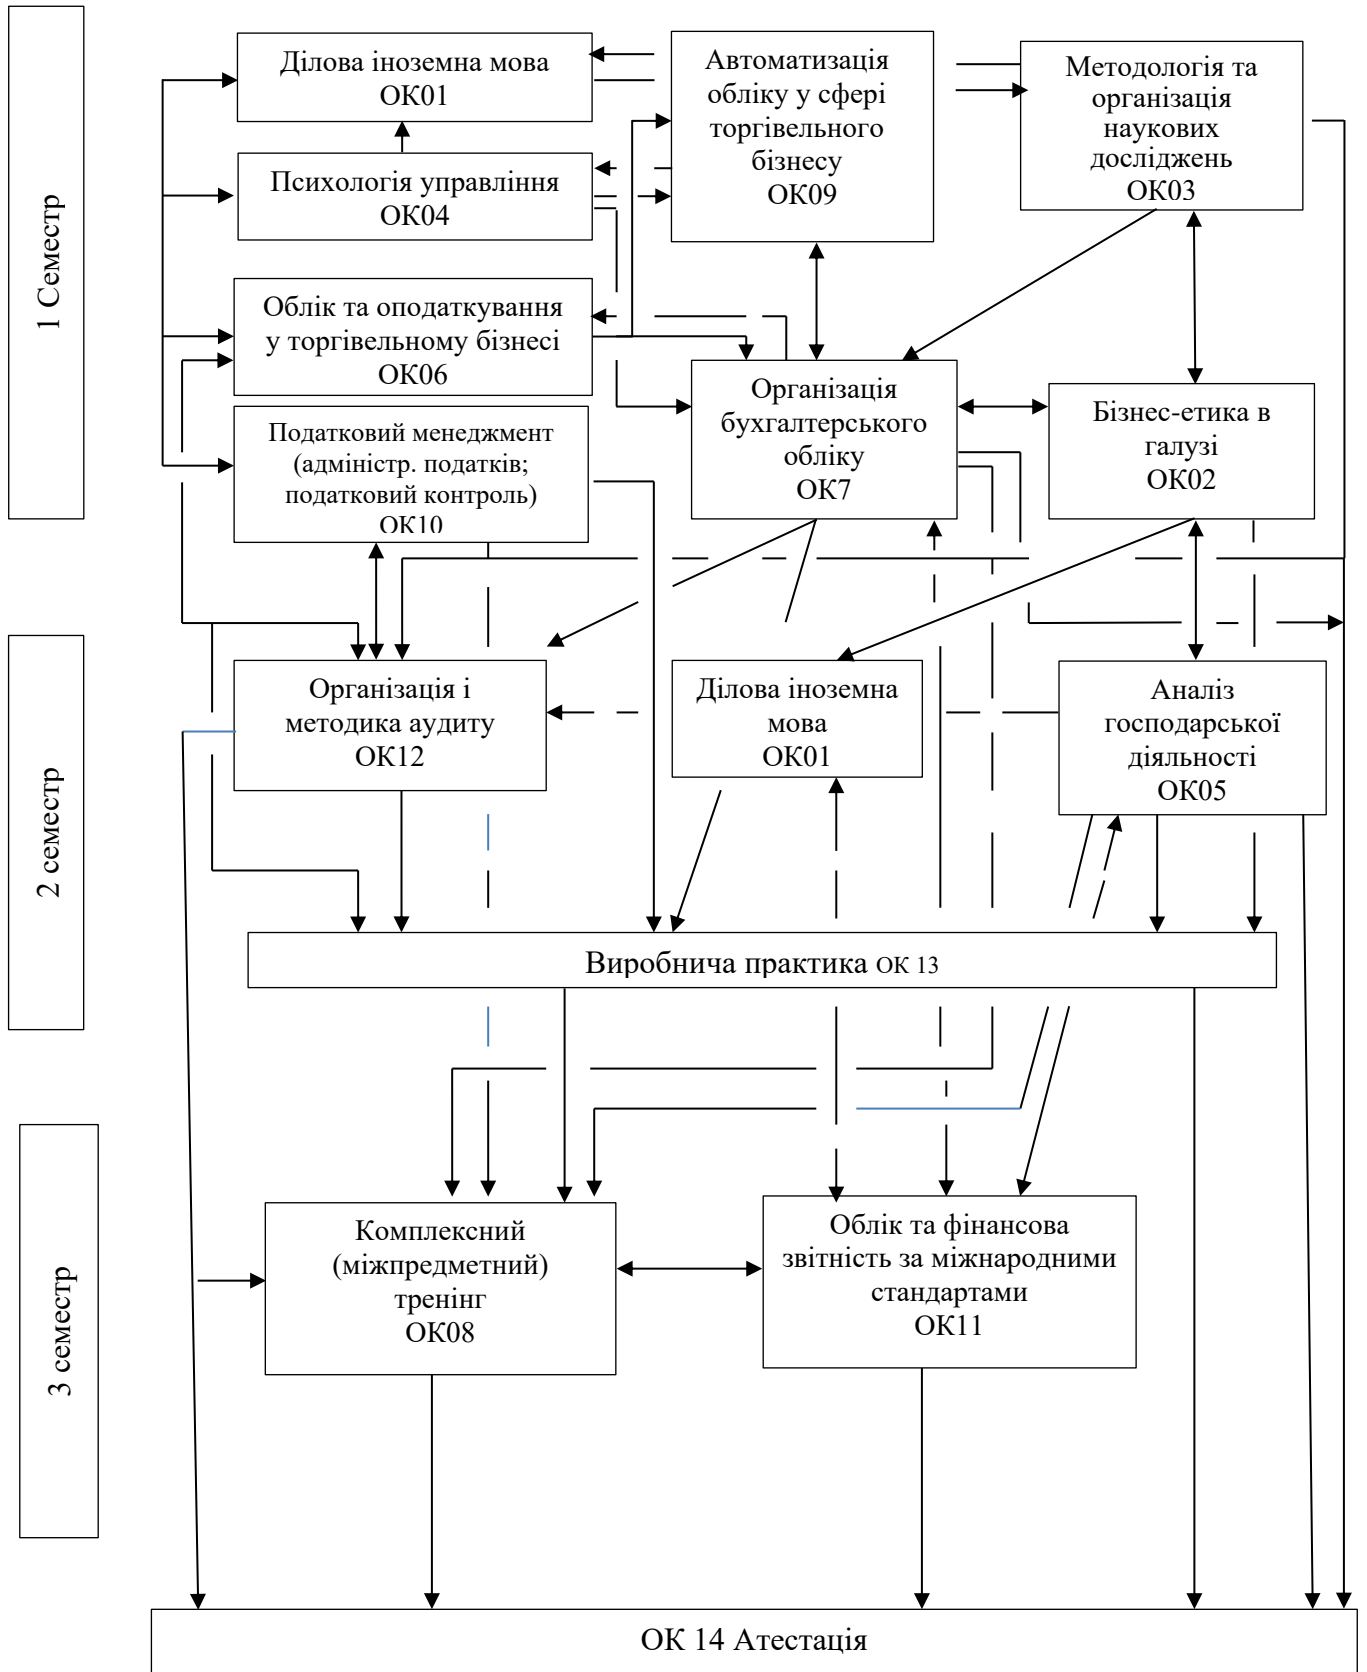 1 Семестр
Ділова іноземна мова
ОК01
Автоматизація
обліку у сфері
торгівельного
бізнесу
ОК09
Методологія та
організація
наукових
досліджень
ОК03
Психологія управління
ОК04
Облік та оподаткування
у торгівельному бізнесі
ОК06
Організація
бухгалтерського
обліку
ОК7
Бізнес-етика в
галузі
ОК02
Податковий менеджмент
(адміністр. податків;
податковий контроль)
ОК10
2 семестр
Організація і
методика аудиту
ОК12
Ділова іноземна
мова
ОК01
Аналіз
господарської
діяльності
ОК05
Виробнича практика ОК 13
3 семестр
Комплексний
(міжпредметний)
тренінг
ОК08
Облік та фінансова
звітність за міжнародними
стандартами
ОК11
ОК 14 Атестація